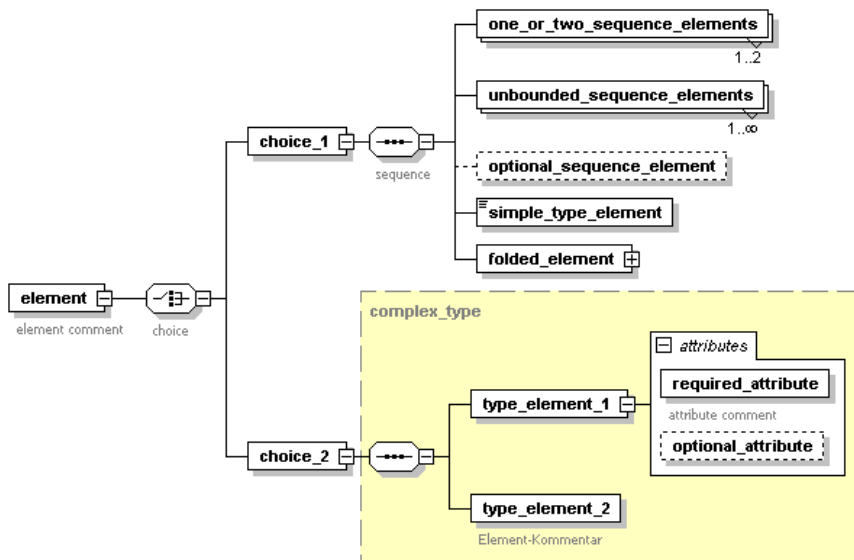 one_or_two_sequence_elements
1..2
unbounded_sequence_elements
1..∞
choice_1
sequence
optional_sequence_element
simple_type_element
folded_element
element
element comment
choice
complex_type
attributes
required_attribute
attribute comment
type_element_1
optional_attribute
choice_2
type_element_2
Element-Kommentar